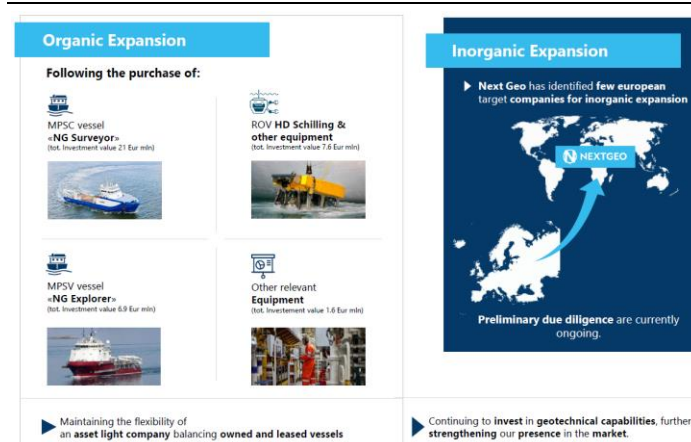 Organic Expansion
Following the purchase of:
MPSC vessel
«NG Surveyor»
(tot. Investment value 21 Eur mln)
ROV HD Schilling &
other equipment
(tot. Investment value 7.6 Eur mln)
MPSV vessel
«NG Explorer»
(tot. Investment value 6.9 Eur mln)
Other relevant
Equipment
(tot. Investement value 1.6 Eur mln)
Maintaining the flexibility of
an asset light company balancing owned and leased vessels
Inorganic Expansion
Next Geo has identified few european
target companies for inorganic expansion
NEXTGEO
Preliminary due diligence are currently
ongoing.
Continuing to invest in geotechnical capabilities, further
strengthening our presence in the market.